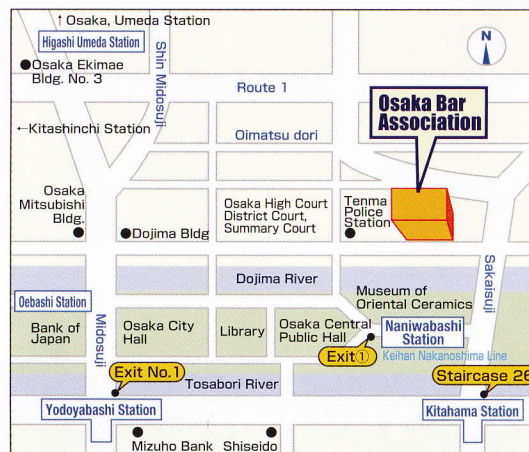 ↑ Osaka, Umeda Station
Higashi Umeda Station
N
Osaka Ekimae
Bldg. No. 3
Shin Midosuji
Route 1
Osaka Bar
Association
←Kitashinchi Station
Oimatsu dori
Osaka
Mitsubishi
Bldg.
Dojima Bldg
Osaka High Court
District Court,
Summary Court
Tenma
Police
Station
Sakaisuji
Dojima River
Museum of
Oriental Ceramics
Oebashi Station
Bank of
Japan
Midosuji
Osaka City
Hall
Library
Osaka Central
Public Hall
Naniwabashi
Station
Exit①
Keihan Nakanoshima Line
Exit No.1
Tosabori River
Staircase 26
Yodoyabashi Station
Kitahama Station
Mizuho Bank
Shiseido